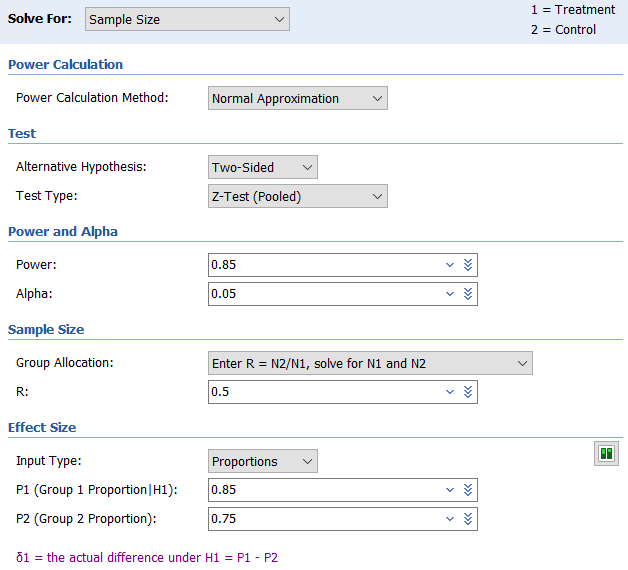 Solve For: Sample Size
1 = Treatment
2 = Control
Power Calculation
Power Calculation Method: Normal Approximation
Test
Alternative Hypothesis: Two-Sided
Test Type: Z-Test (Pooled)
Power and Alpha
Power: 0.85
Alpha: 0.05
Sample Size
Group Allocation: Enter R = N2/N1, solve for N1 and N2
R: 0.5
Effect Size
Input Type: Proportions
P1 (Group 1 Proportion|H1): 0.85
P2 (Group 2 Proportion): 0.75
δ1 = the actual difference under H1 = P1 - P2